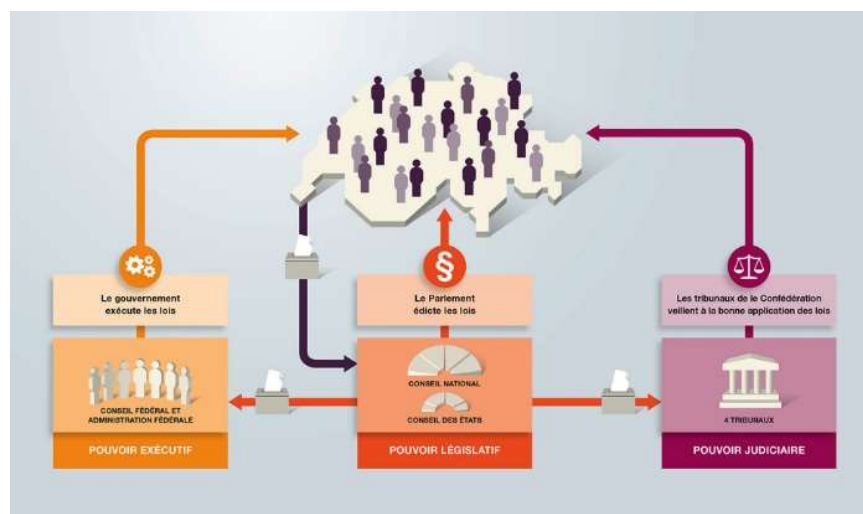 §
Le gouvernement
exécute les lois
Le Parlement
édicte les lois
Les tribunaux de le Confédération
veillent à la bonne application des lois
CONSEIL FÉDÉRAL ET
ADMINISTRATION FÉDÉRALE
CONSEIL NATIONAL
CONSEIL DES ÉTATS
4 TRIBUNAUX
POUVOIR EXÉCUTIF
POUVOIR LÉGISLATIF
POUVOIR JUDICIAIRE